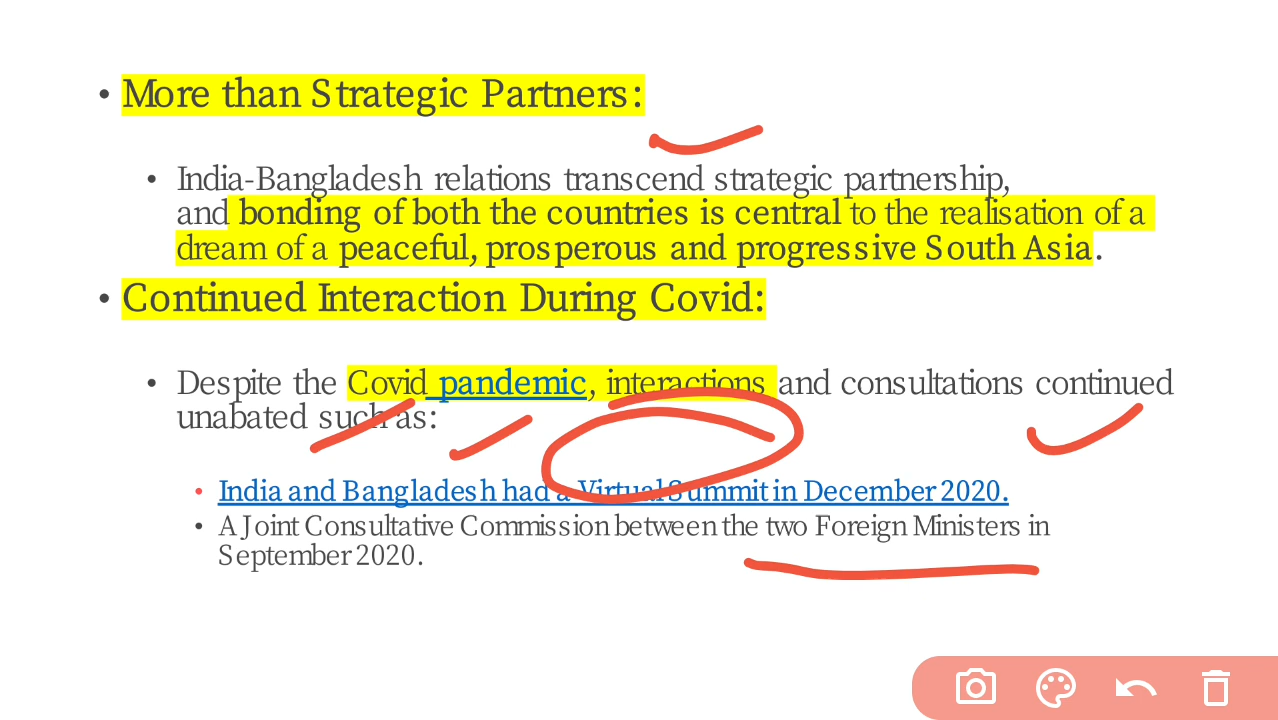 • More than Strategic Partners:
• India-Bangladesh relations transcend strategic partnership,
and bonding of both the countries is central to the realisation of a
dream of a peaceful, prosperous and progressive South Asia.
• Continued Interaction During Covid:
• Despite the Covid pandemic, interactions and consultations continued
unabated such as:
• India and Bangladesh had a Virtual Summit in December 2020.
• A Joint Consultative Commission between the two Foreign Ministers in
September 2020.